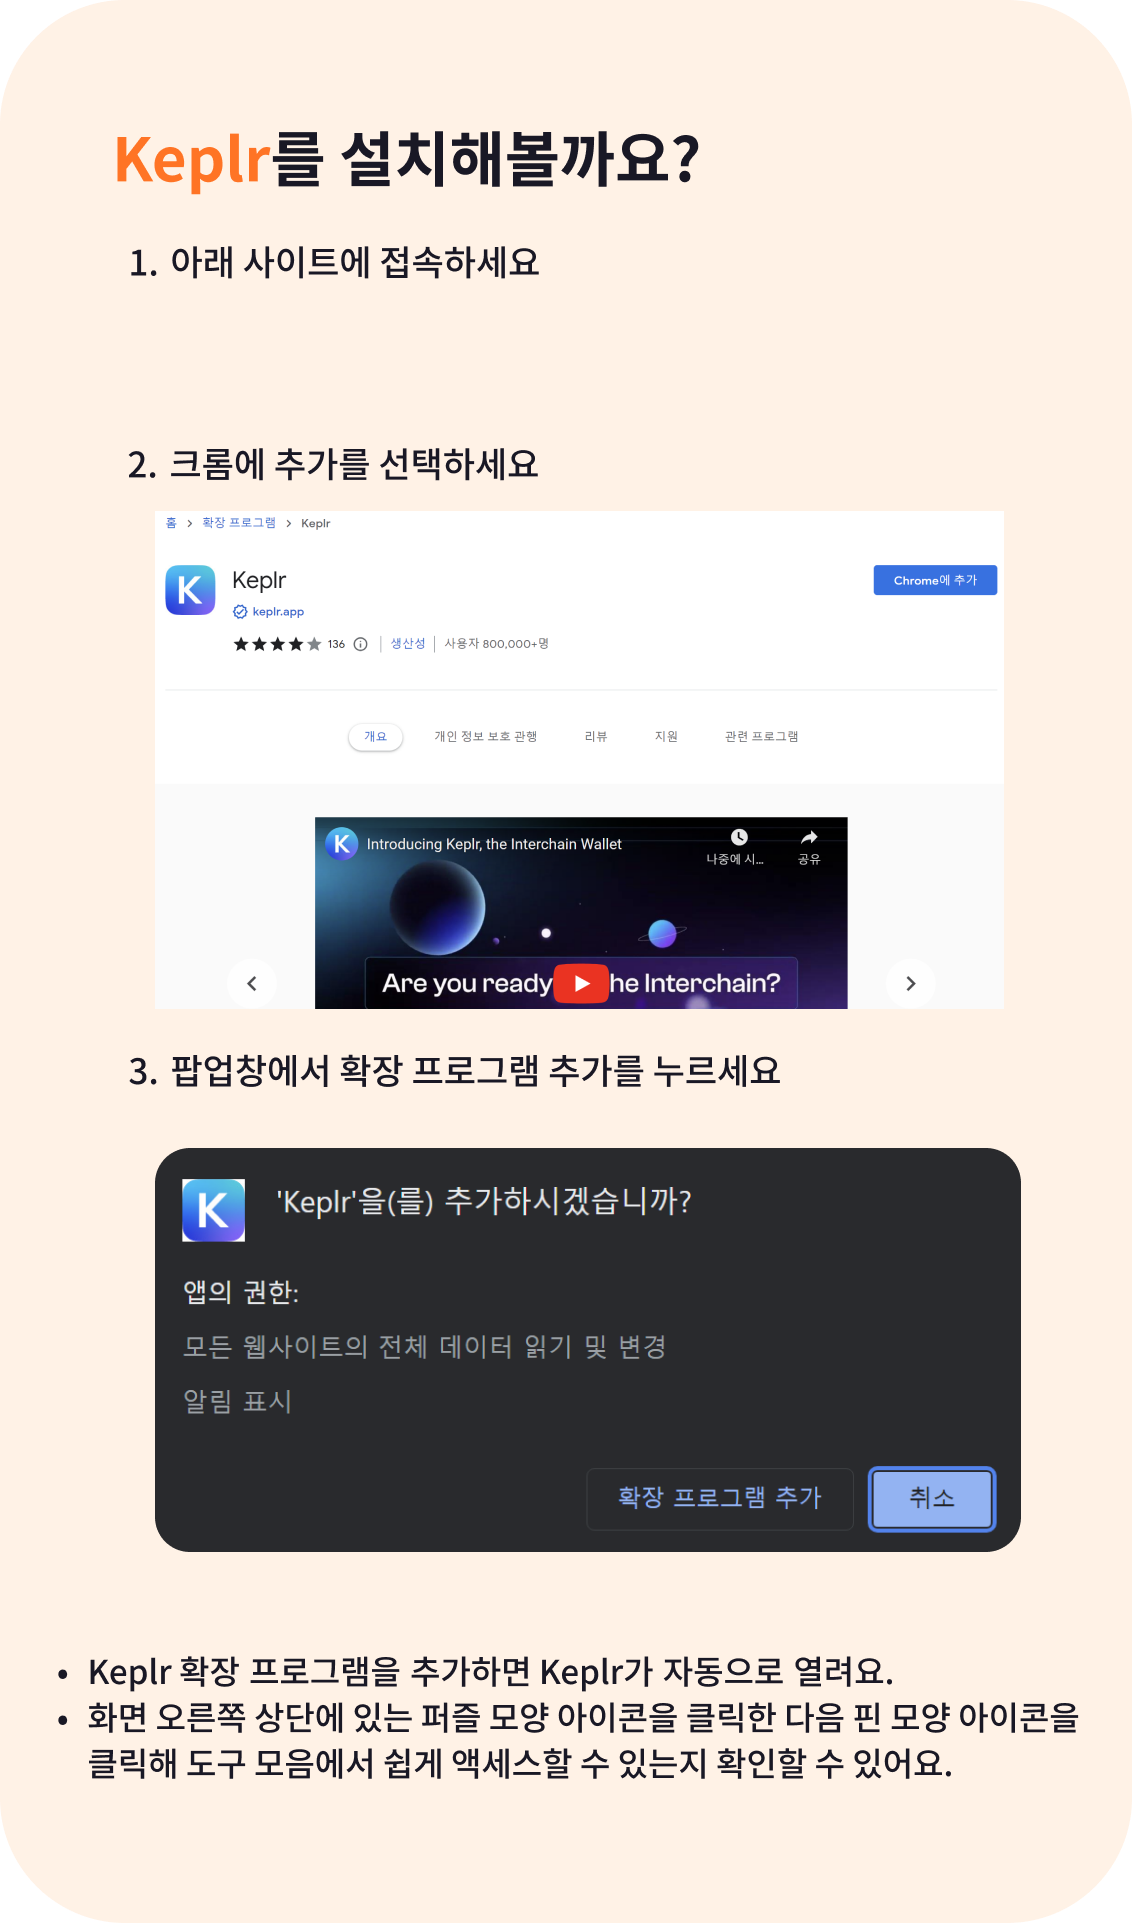 Keplr를 설치해볼까요?
1. 아래 사이트에 접속하세요
2. 크롬에 추가를 선택하세요
홈 > 확장 프로그램 > Keplr
K
Keplr
Chrome에 추가
keplr.app
136
생산성
사용자 800,000+명
개요
개인 정보 보호 관행
리뷰
지원
관련 프로그램
K
Introducing Keplr, the Interchain Wallet
나중에 시...
공유
Are you ready
he Interchain?
3. 팝업창에서 확장 프로그램 추가를 누르세요
K
'Keplr'을(를) 추가하시겠습니까?
앱의 권한:
모든 웹사이트의 전체 데이터 읽기 및 변경
알림 표시
확장 프로그램 추가
취소
• Keplr 확장 프로그램을 추가하면 Keplr가 자동으로 열려요.
• 화면 오른쪽 상단에 있는 퍼즐 모양 아이콘을 클릭한 다음 핀 모양 아이콘을
클릭해 도구 모음에서 쉽게 액세스할 수 있는지 확인할 수 있어요.